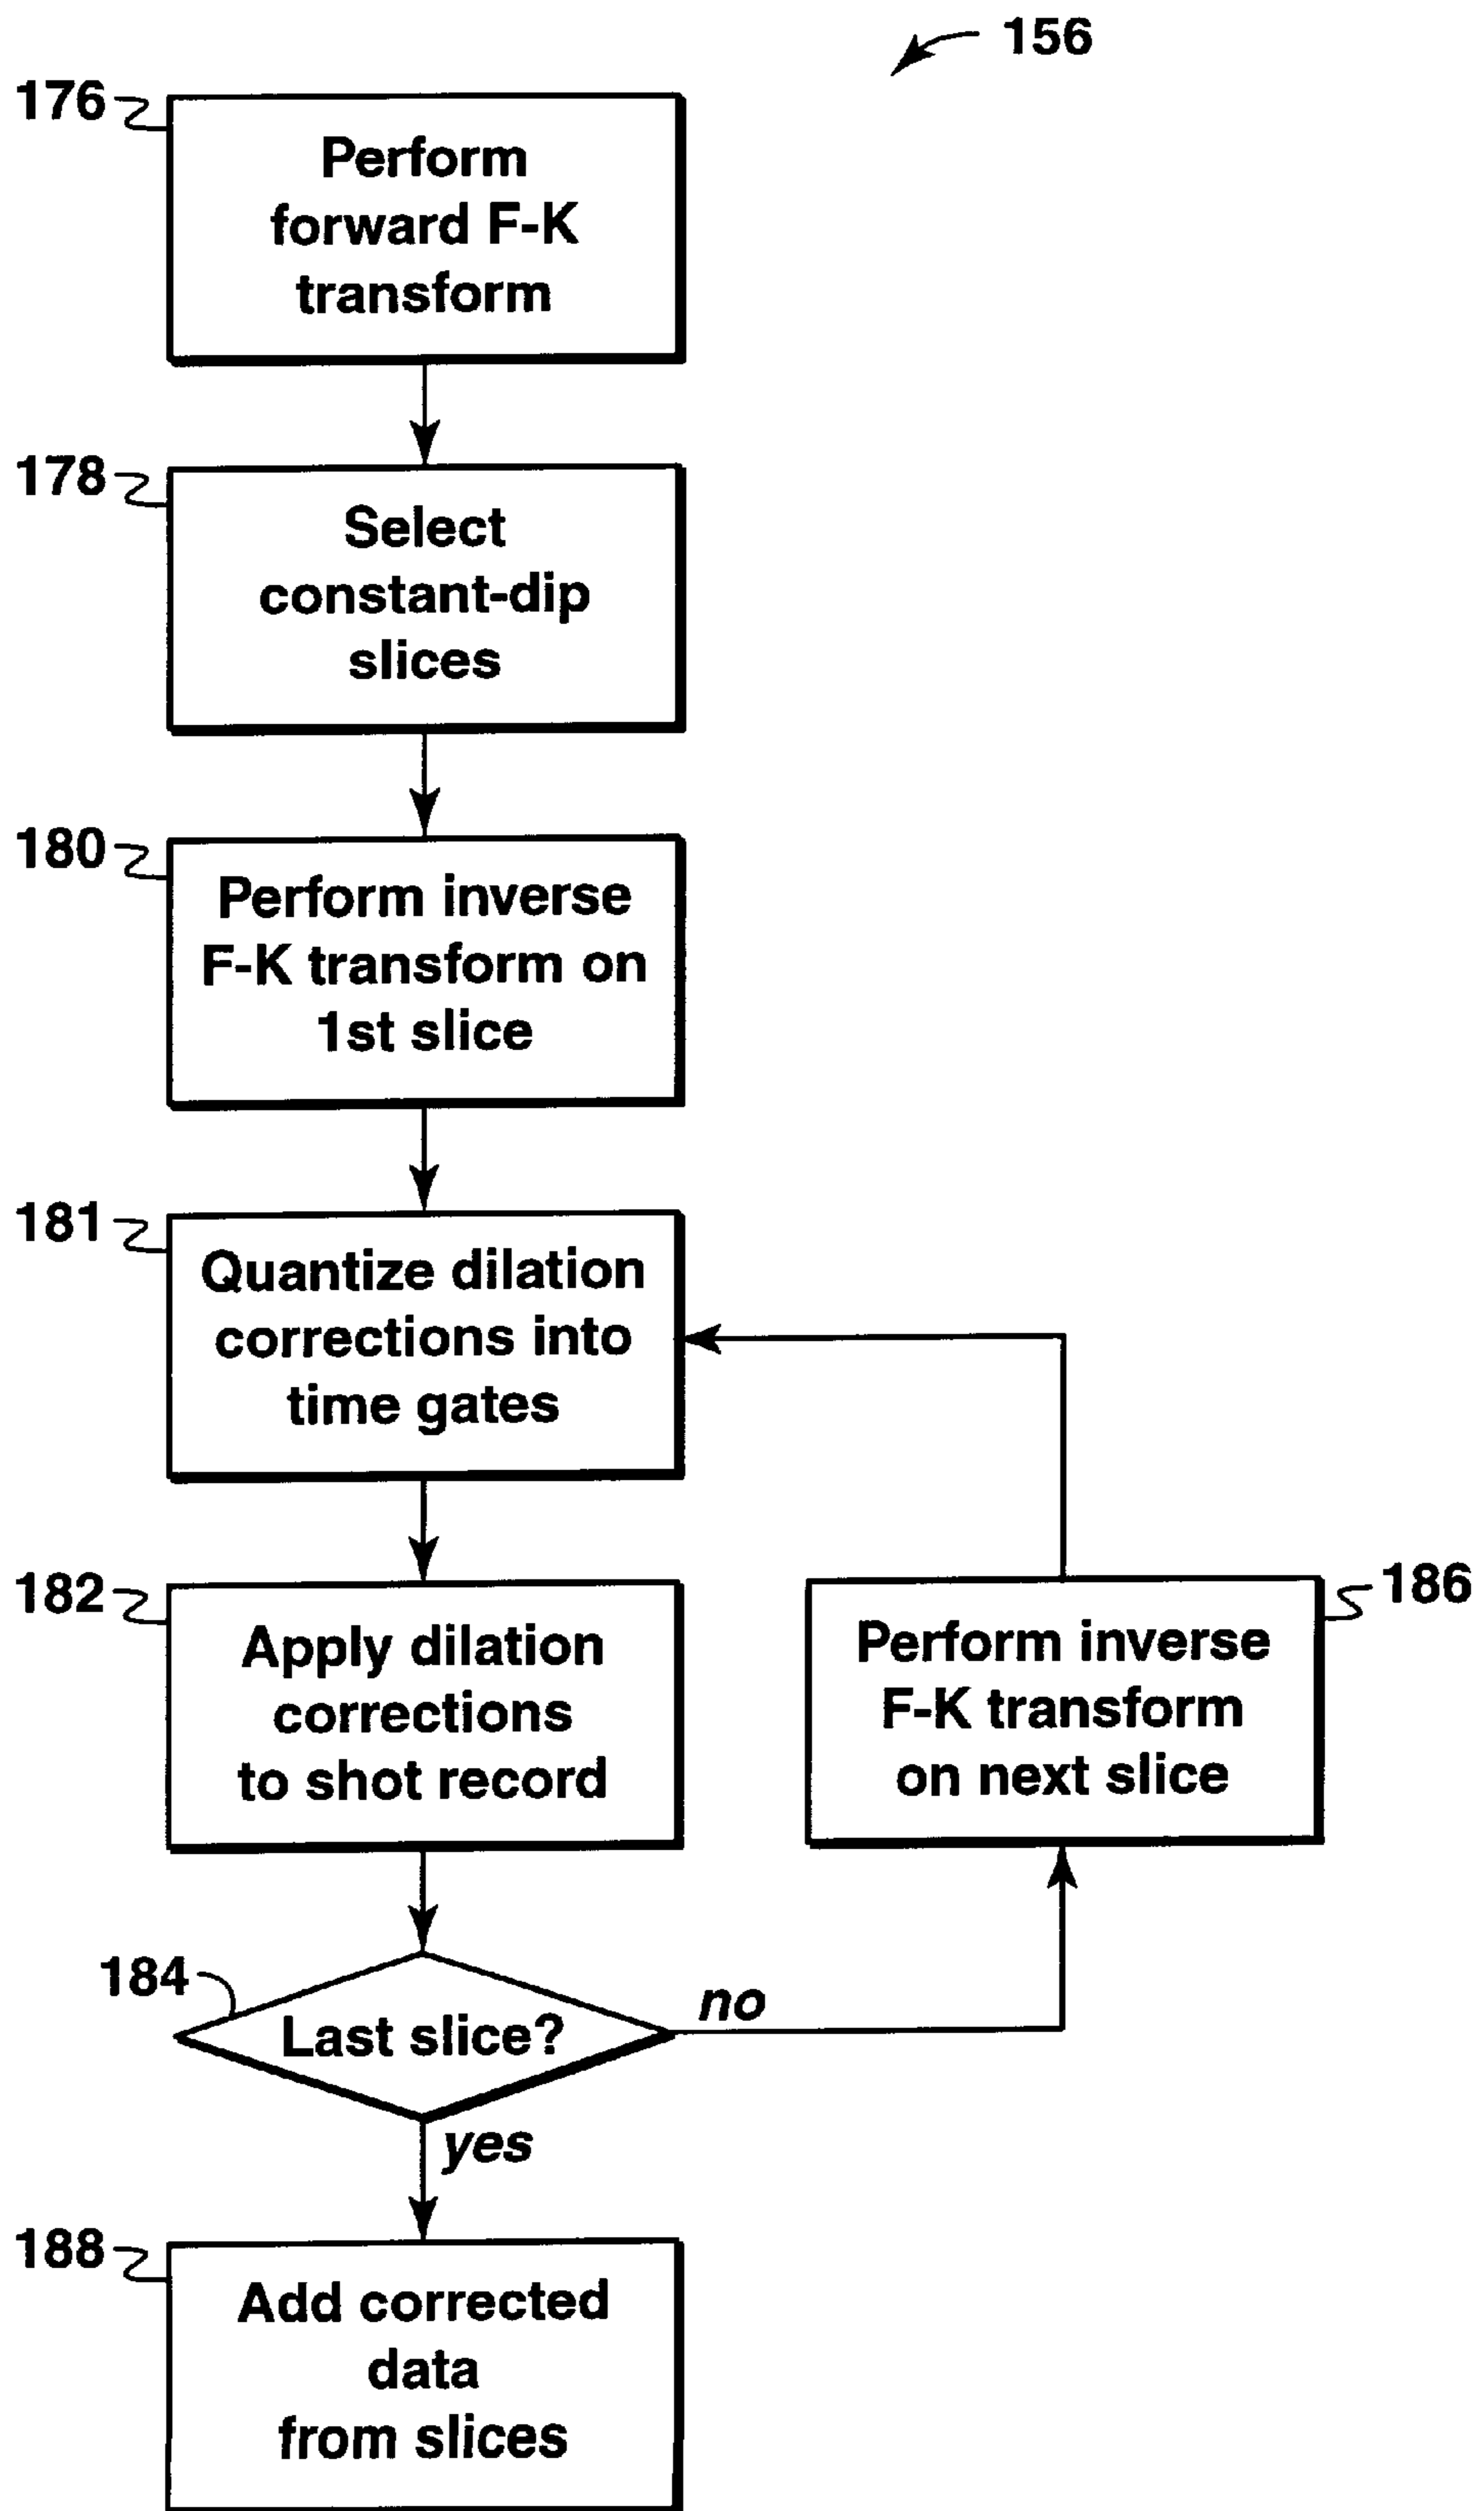 156
176
Perform
forward F-K
transform
178
Select
constant-dip
slices
180
Perform inverse
F-K transform on
1st slice
181
Quantize dilation
corrections into
time gates
182
Apply dilation
corrections
to shot record
186
Perform inverse
F-K transform
on next slice
184
Last slice?
no
yes
188
Add corrected
data
from slices